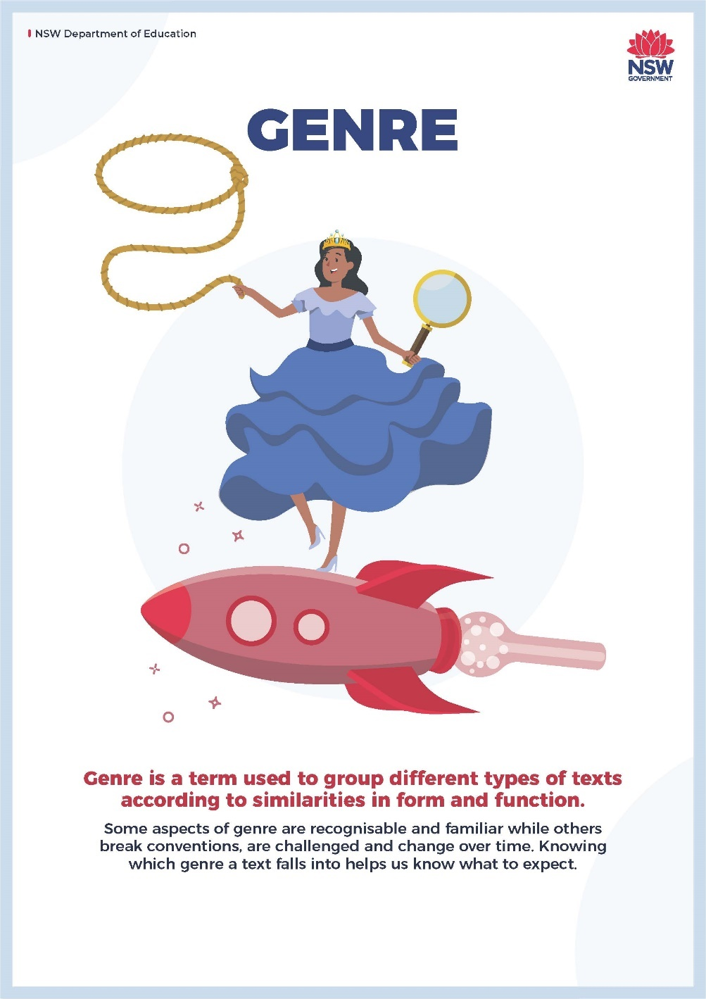 NSW Department of Education
NSW
GOVERNMENT
GENRE
Genre is a term used to group different types of texts
according to similarities in form and function.
Some aspects of genre are recognisable and familiar while others
break conventions, are challenged and change over time. Knowing
which genre a text falls into helps us know what to expect.